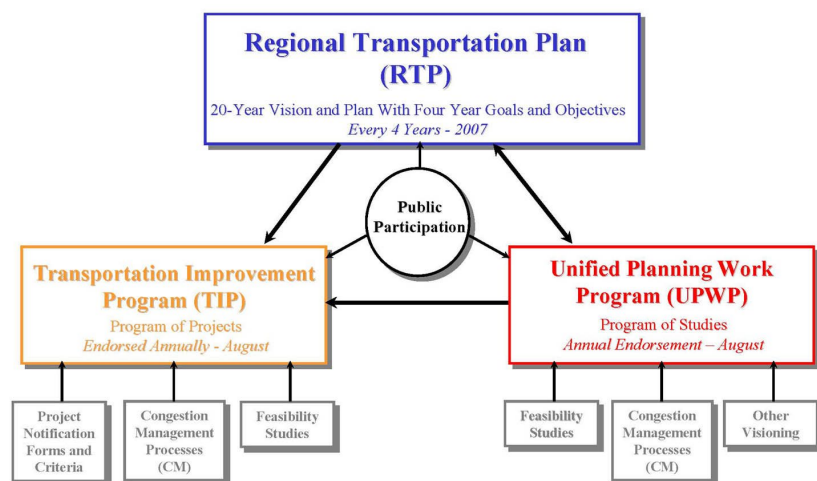 Regional Transportation Plan
(RTP)
20-Year Vision and Plan With Four Year Goals and Objectives
Every 4 Years - 2007
Public
Participation
Transportation Improvement
Program (TIP)
Program of Projects
Endorsed Annually - August
Unified Planning Work
Program (UPWP)
Program of Studies
Annual Endorsement – August
Project
Notification
Forms and
Criteria
Congestion
Management
Processes
(CM)
Feasibility
Studies
Feasibility
Studies
Congestion
Management
Processes
(CM)
Other
Visioning